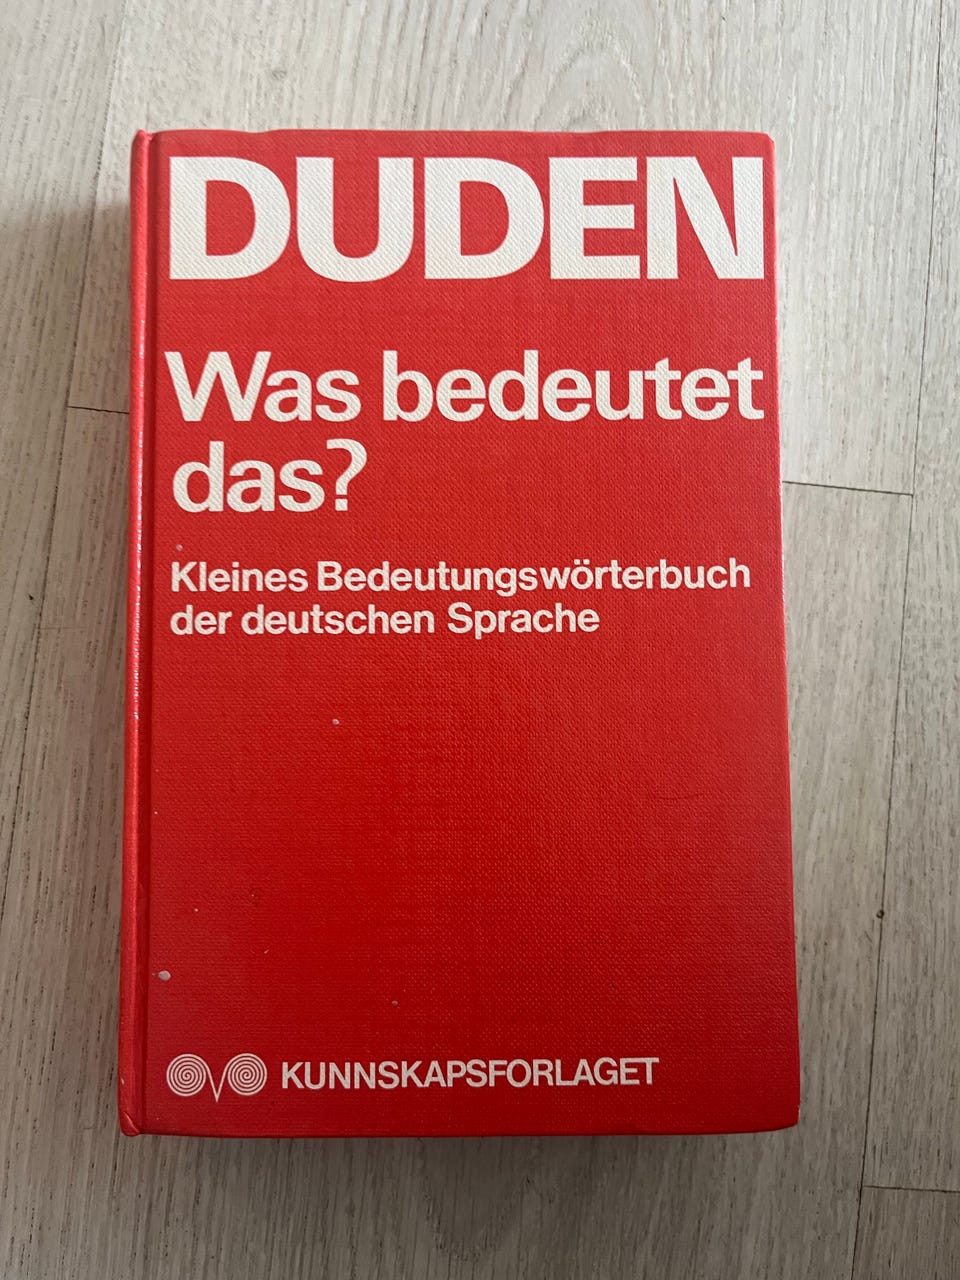 DUDEN
Was bedeutet
das?
Kleines Bedeutungswörterbuch
der deutschen Sprache
KUNNSKAPSFORLAGET